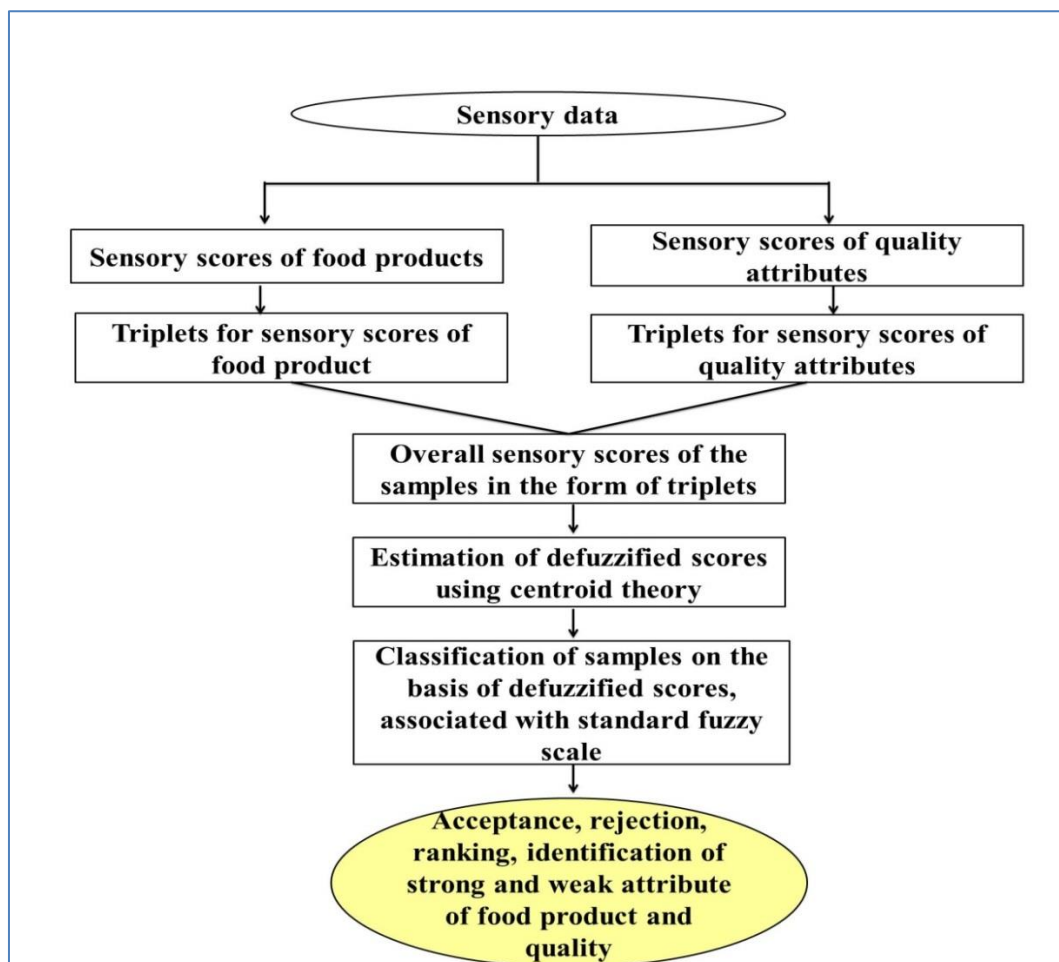 Sensory data
Sensory scores of food products
Sensory scores of quality
attributes
Triplets for sensory scores of
food product
Triplets for sensory scores of
quality attributes
Overall sensory scores of the
samples in the form of triplets
Estimation of defuzzified scores
using centroid theory
Classification of samples on the
basis of defuzzified scores,
associated with standard fuzzy
scale
Acceptance, rejection,
ranking, identification of
strong and weak attribute
of food product and
quality